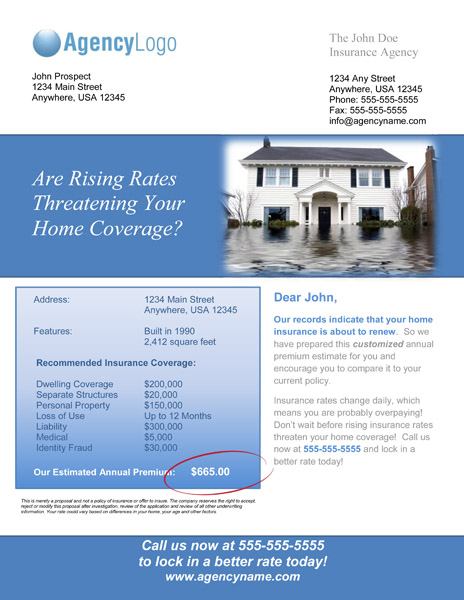 AgencyLogo
The John Doe
Insurance Agency
John Prospect
1234 Main Street
Anywhere, USA 12345
1234 Any Street
Anywhere, USA 12345
Phone: 555-555-5555
Fax: 555-555-5555
info@agencyname.com
Are Rising Rates
Threatening Your
Home Coverage?
Address: 1234 Main Street
Anywhere, USA 12345
Features: Built in 1990
2,412 square feet
Recommended Insurance Coverage:
Dwelling Coverage $200,000
Separate Structures $20,000
Personal Property $150,000
Loss of Use Up to 12 Months
Liability $300,000
Medical $5,000
Identity Fraud $30,000
Our Estimated Annual Premium: $665.00
Dear John,
Our records indicate that your home
insurance is about to renew. So we
have prepared this customized annual
premium estimate for you and
encourage you to compare it to your
current policy.
Insurance rates change daily, which
means you are probably overpaying!
Don't wait before rising insurance rates
threaten your home coverage! Call us
now at 555-555-5555 and lock in a
better rate today!
This is merely a proposal and not a policy of insurance or offer to insure. The company reserves the right to accept,
reject or modify this proposal after investigation, review of the application and review of all other underwriting
information. Your rate could vary based on differences in your home, your age and other factors.
Call us now at 555-555-5555
to lock in a better rate today!
www.agencyname.com